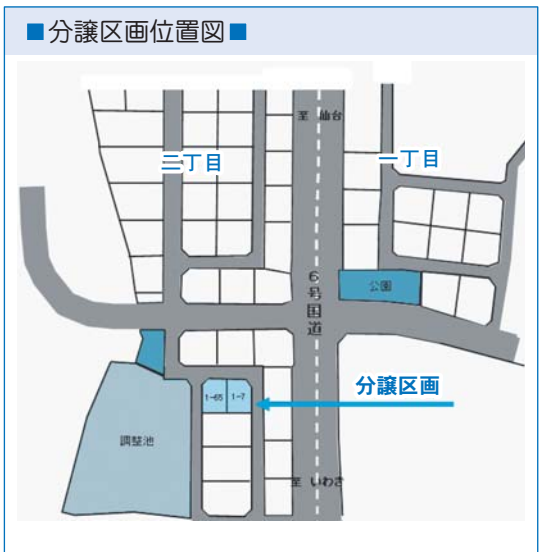 ■分譲区画位置図■
至 仙台
二丁目
一丁目
6号国道
公園
分譲区画
1-65
1-7
調整池
至 いわき